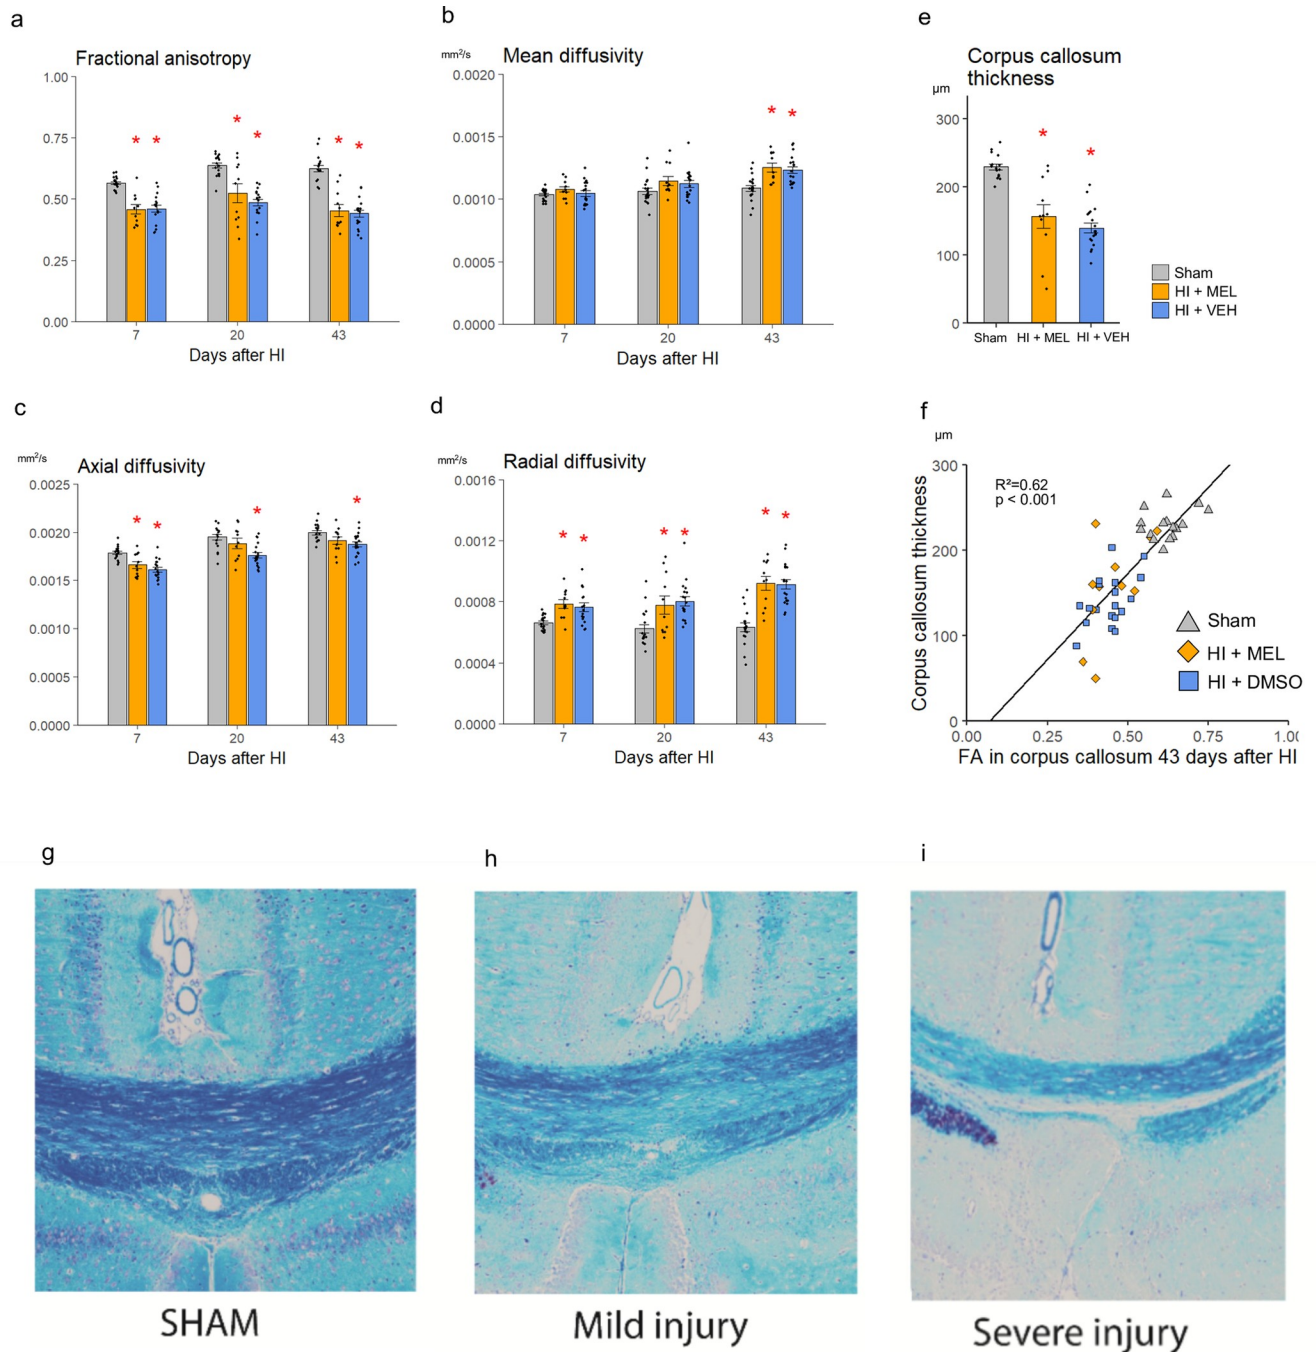 a
Fractional anisotropy
1.00
0.75
0.50
0.25
0.00
* * * * * *
7 20 43
Days after HI
b
mm²/s
Mean diffusivity
0.0020
0.0015
0.0010
0.0005
0.0000
* *
7 20 43
Days after HI
e
Corpus callosum
thickness
µm
300
200
100
0
* *
Sham HI + MEL HI + VEH
Sham
HI + MEL
HI + VEH
c
mm²/s
Axial diffusivity
0.0025
0.0020
0.0015
0.0010
0.0005
0.0000
* * * *
7 20 43
Days after HI
d
mm²/s
Radial diffusivity
0.0016
0.0012
0.0008
0.0004
0.0000
* * * * * *
7 20 43
Days after HI
f
µm
Corpus callosum thickness
300
200
100
0
R²=0.62
p < 0.001
Sham
HI + MEL
HI + DMSO
0.00 0.25 0.50 0.75 1.0
FA in corpus callosum 43 days after HI
g
SHAM
h
Mild injury
i
Severe injury